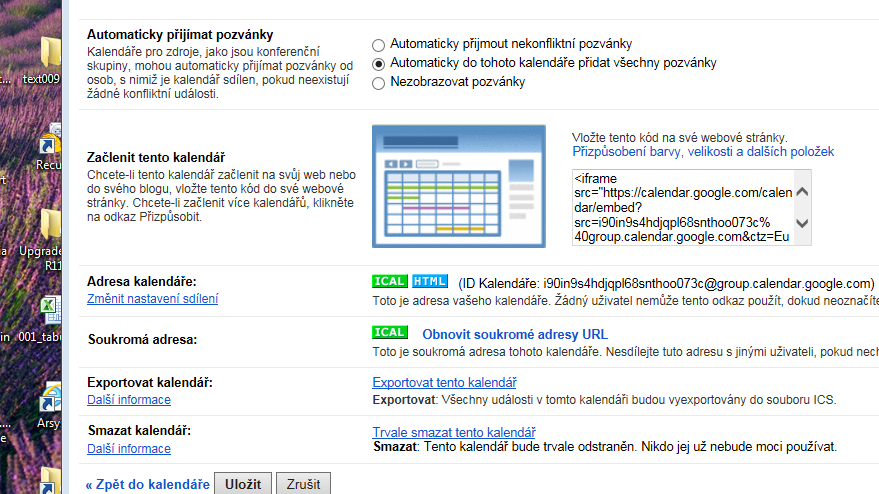 Automaticky přijímat pozvánky
Kalendáře pro zdroje, jako jsou konferenční
skupiny, mohou automaticky přijímat pozvánky od
osob, s nimiž je kalendář sdílen, pokud neexistují
žádné konfliktní události.
Automaticky přijmout nekonfliktní pozvánky
Automaticky do tohoto kalendáře přidat všechny pozvánky
Nezobrazovat pozvánky
text009
Recu
Upgrade
R11
001_tabu
Arsy
Začlenit tento kalendář
Chcete-li tento kalendář začlenit na svůj web nebo
do svého blogu, vložte tento kód do své webové
stránky. Chcete-li začlenit více kalendářů, klikněte
na odkaz Přizpůsobit.
Vložte tento kód na své webové stránky.
Přizpůsobení barvy, velikosti a dalších položek
<iframe
src="https://calendar.google.com/calen
dar/embed?
src=i90in9s4hdjqpl68snthoo073c%
40group.calendar.google.com&ctz=Eu
Adresa kalendáře:
Změnit nastavení sdílení
ICAL HTML (ID Kalendáře: i90in9s4hdjqpl68snthoo073c@group.calendar.google.com)
Toto je adresa vašeho kalendáře. Žádný uživatel nemůže tento odkaz použít, dokud neoznačíte
Soukromá adresa:
ICAL Obnovit soukromé adresy URL
Toto je soukromá adresa tohoto kalendáře. Nesdílejte tuto adresu s jinými uživateli, pokud nech
Exportovat kalendář:
Další informace
Exportovat tento kalendář
Exportovat: Všechny události v tomto kalendáři budou vyexportovány do souboru ICS.
Smazat kalendář:
Další informace
Trvale smazat tento kalendář
Smazat: Tento kalendář bude trvale odstraněn. Nikdo jej už nebude moci používat.
« Zpět do kalendáře Uložit Zrušit